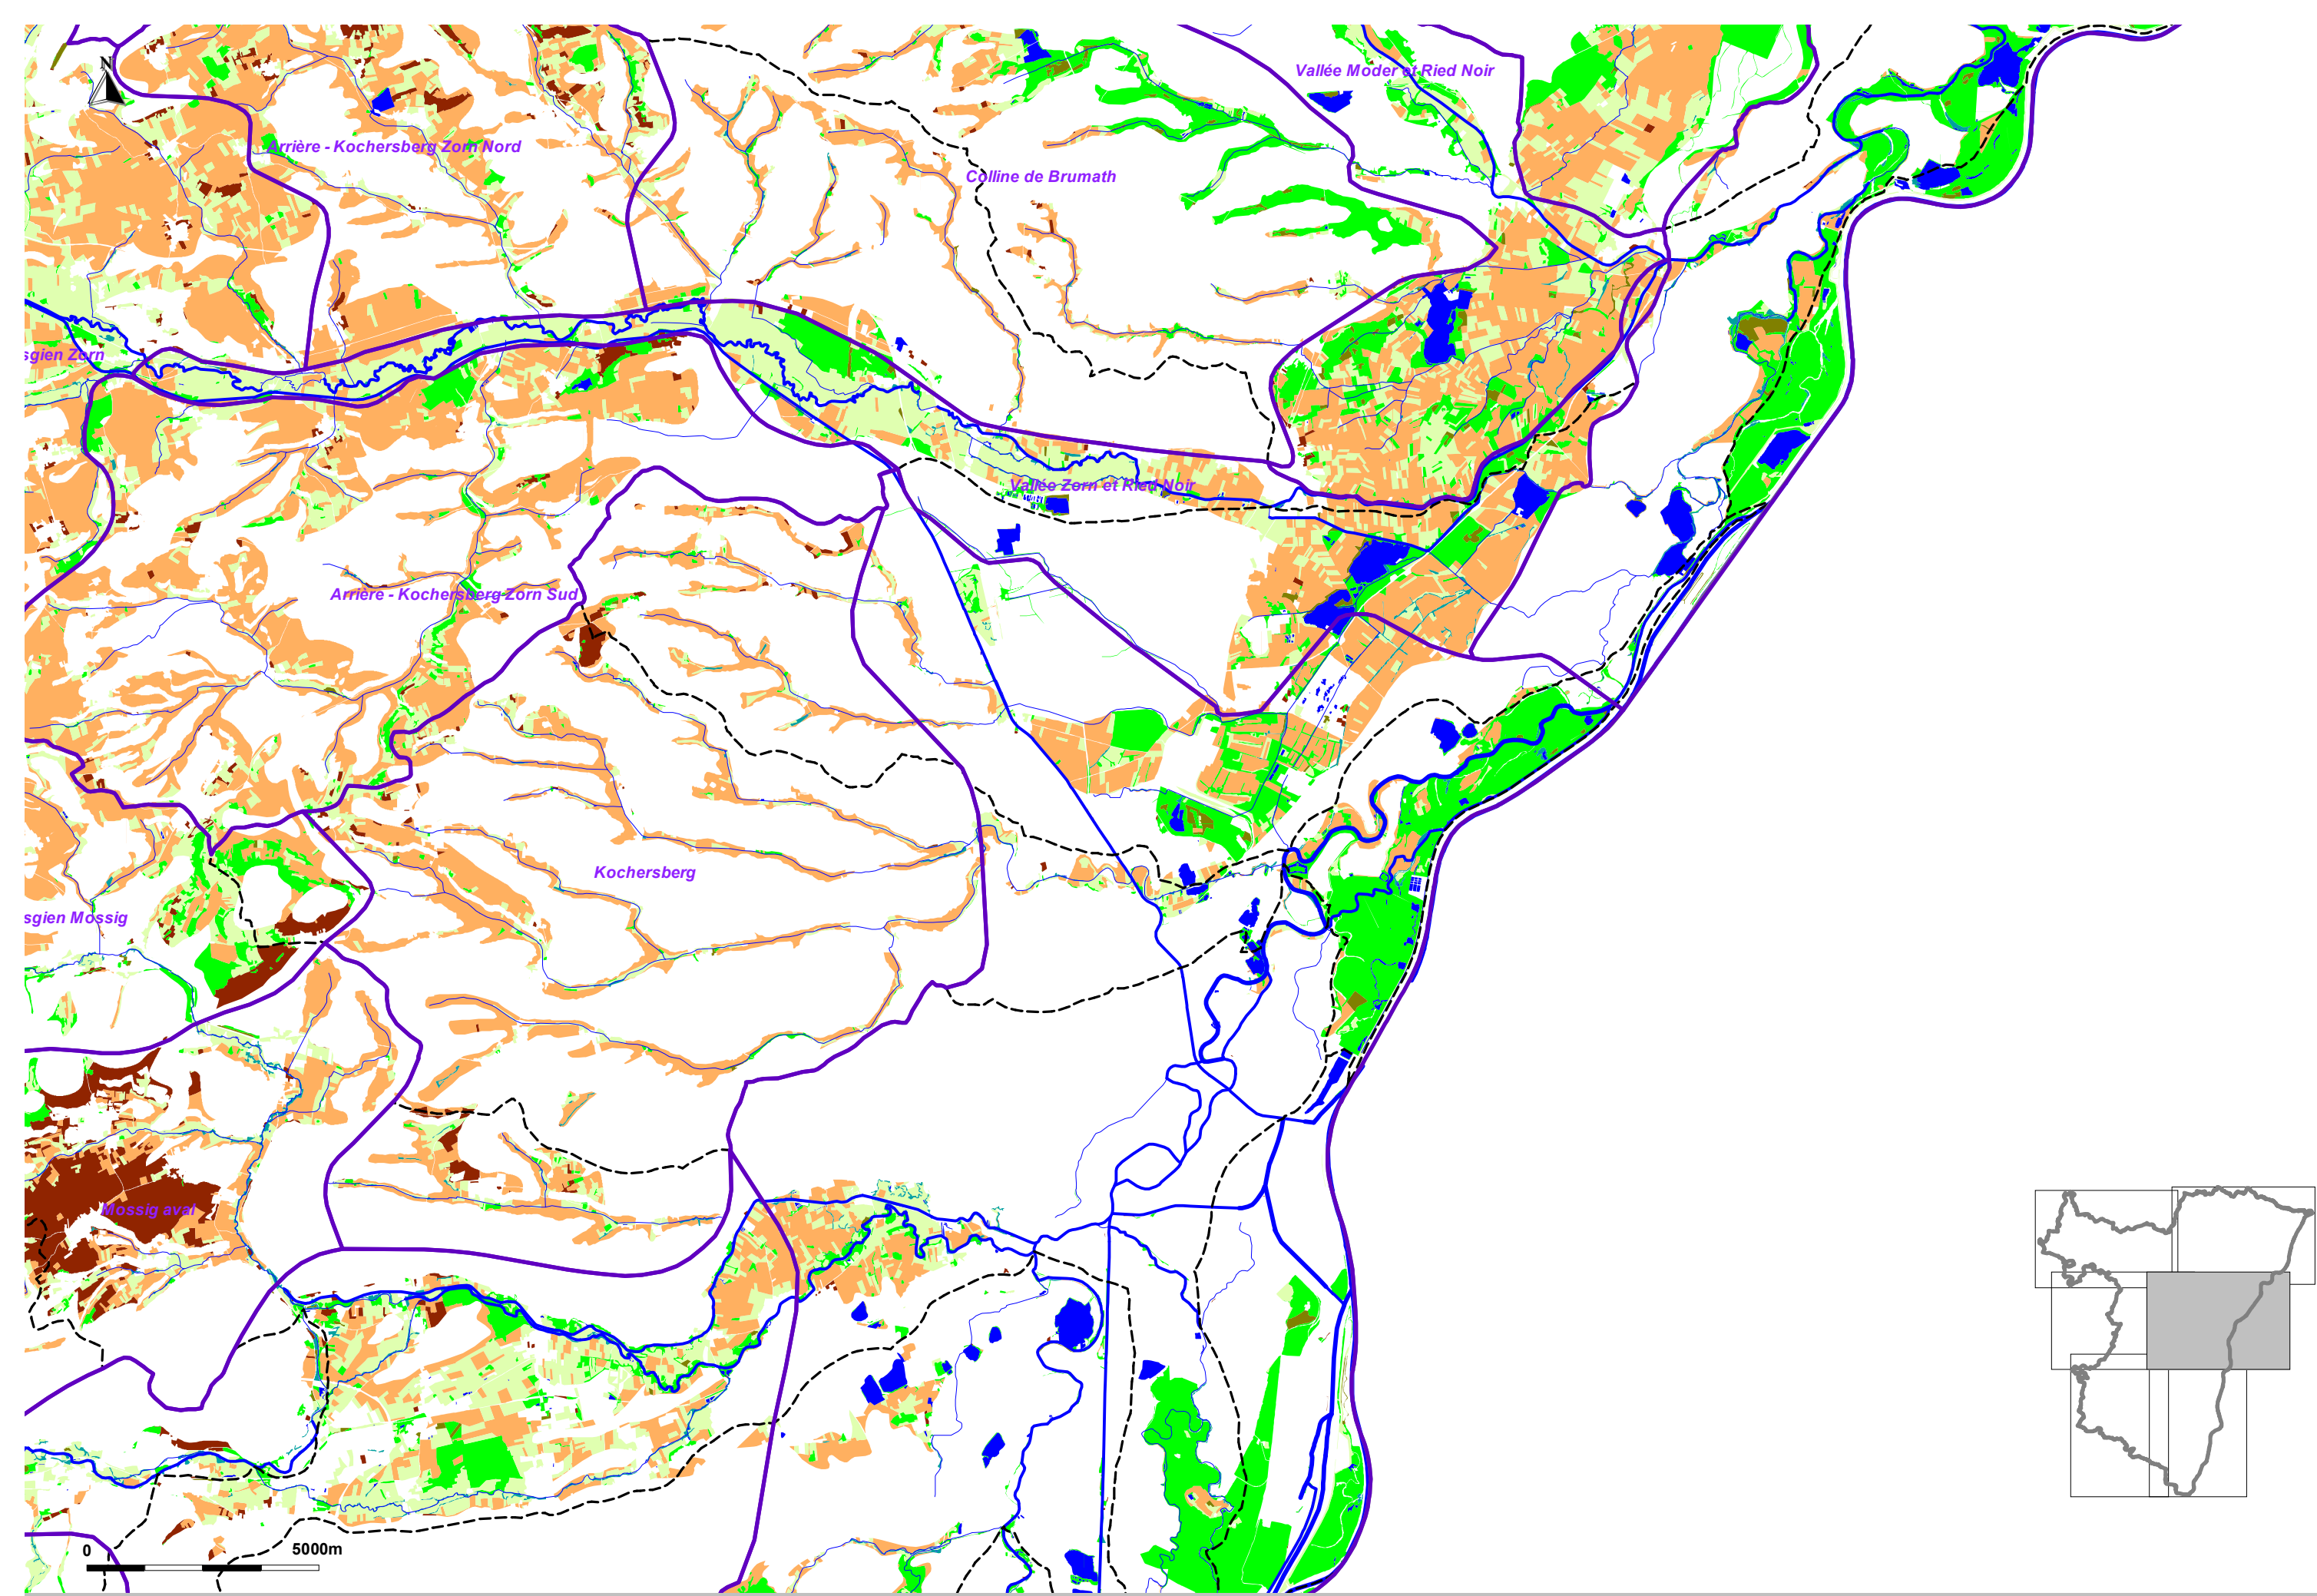 N
Vallée Moder et Ried Noir
Arrière - Kochersberg Zorn Nord
Colline de Brumath
sgien Zorn
Vallée Zorn et Ried Noir
Arrière - Kochersberg Zorn Sud
Kochersberg
sgien Mossig
Mossig aval
0 5000m